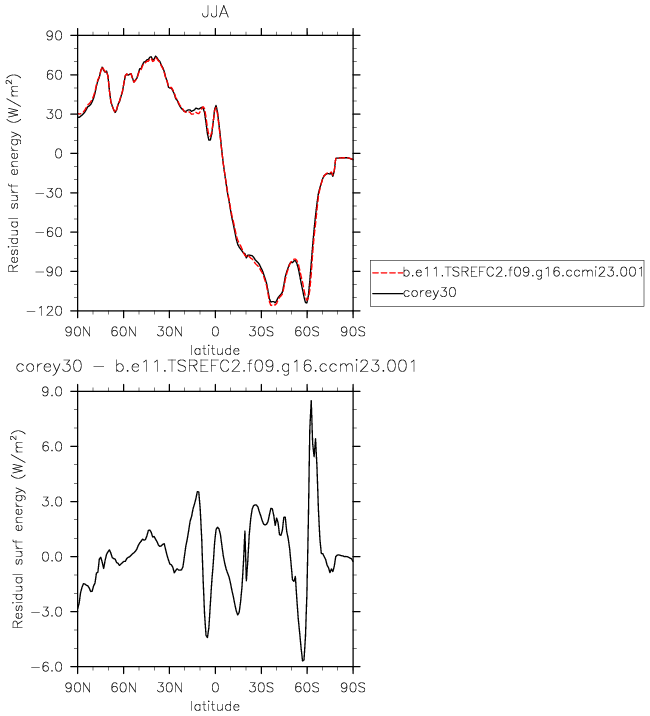 JJA
Residual surf energy (W/m²)
90
60
30
0
−30
−60
−90
−120
90N 60N 30N 0 30S 60S 90S
latitude
b.e11.TSREFC2.f09.g16.ccmi23.001
corey30
corey30 − b.e11.TSREFC2.f09.g16.ccmi23.001
Residual surf energy (W/m²)
9.0
6.0
3.0
0.0
−3.0
−6.0
90N 60N 30N 0 30S 60S 90S
latitude